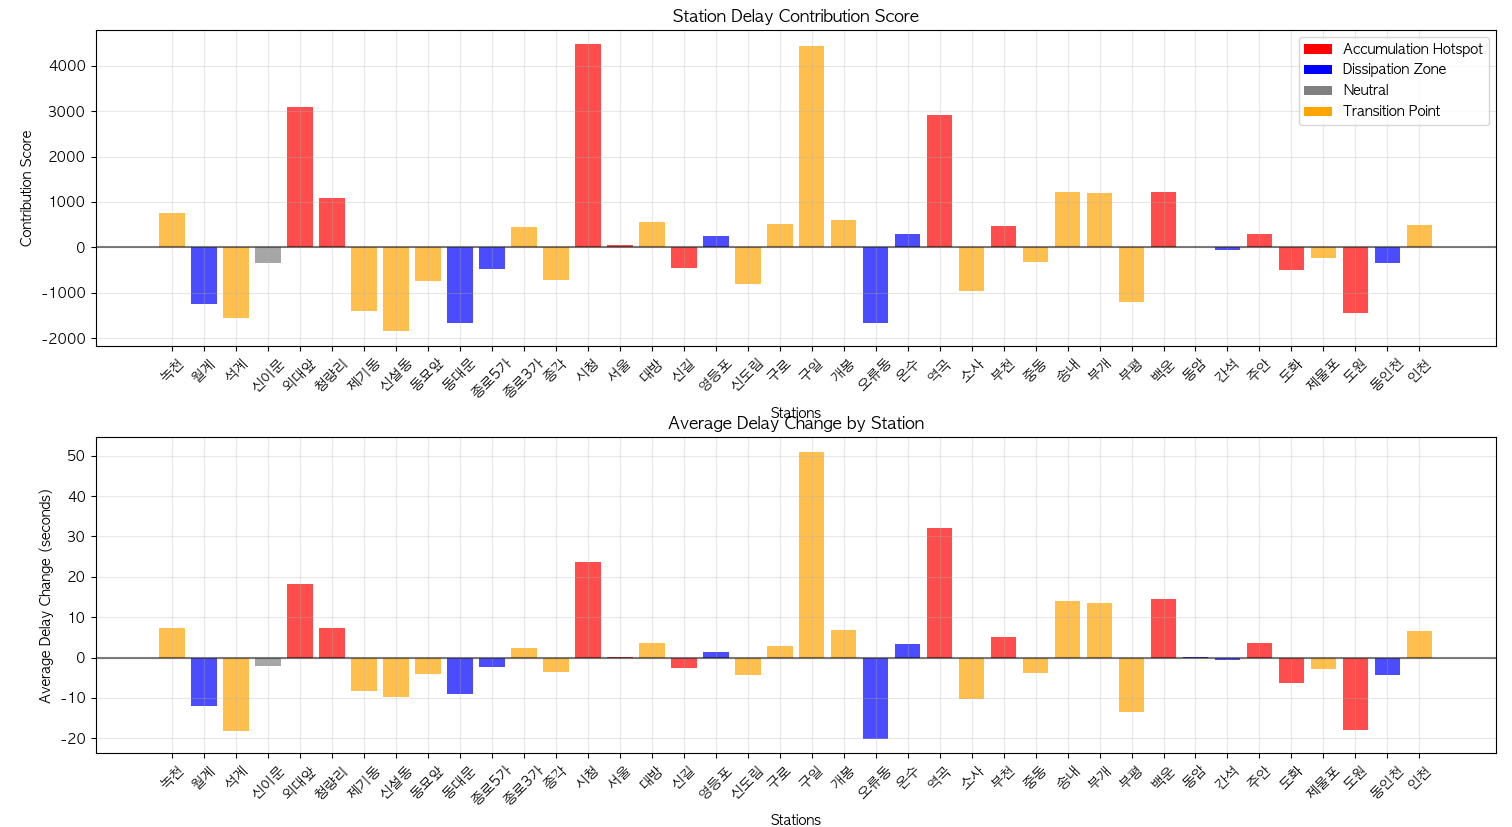 Station Delay Contribution Score
Contribution Score
4000
3000
2000
1000
0
-1000
-2000
Accumulation Hotspot
Dissipation Zone
Neutral
Transition Point
녹천 월계 석계 신이문 외대앞 청량리 제기동 신설동 동묘앞 동대문 종로5가 종로3가 종각 시청 서울 대방 신길 영등포 신도림 구로 구일 개봉 오류동 온수 역곡 소사 부천 중동 송내 부개 부평 백운 동암 간석 주안 도화 제물포 도원 동인천 인천
Stations
Average Delay Change by Station
Average Delay Change (seconds)
50
40
30
20
10
0
-10
-20
녹천 월계 석계 신이문 외대앞 청량리 제기동 신설동 동묘앞 동대문 종로5가 종로3가 종각 시청 서울 대방 신길 영등포 신도림 구로 구일 개봉 오류동 온수 역곡 소사 부천 중동 송내 부개 부평 백운 동암 간석 주안 도화 제물포 도원 동인천 인천
Stations